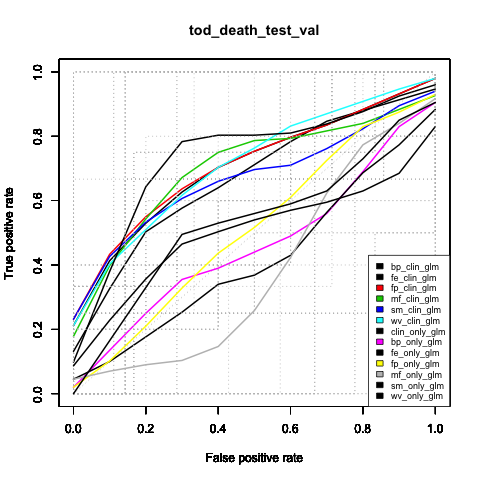 tod_death_test_val
True positive rate
1.0
0.8
0.6
0.4
0.2
0.0
bp_clin_glm
fe_clin_glm
fp_clin_glm
mf_clin_glm
sm_clin_glm
wv_clin_glm
clin_only_glm
bp_only_glm
fe_only_glm
fp_only_glm
mf_only_glm
sm_only_glm
wv_only_glm
0.0 0.2 0.4 0.6 0.8 1.0
False positive rate